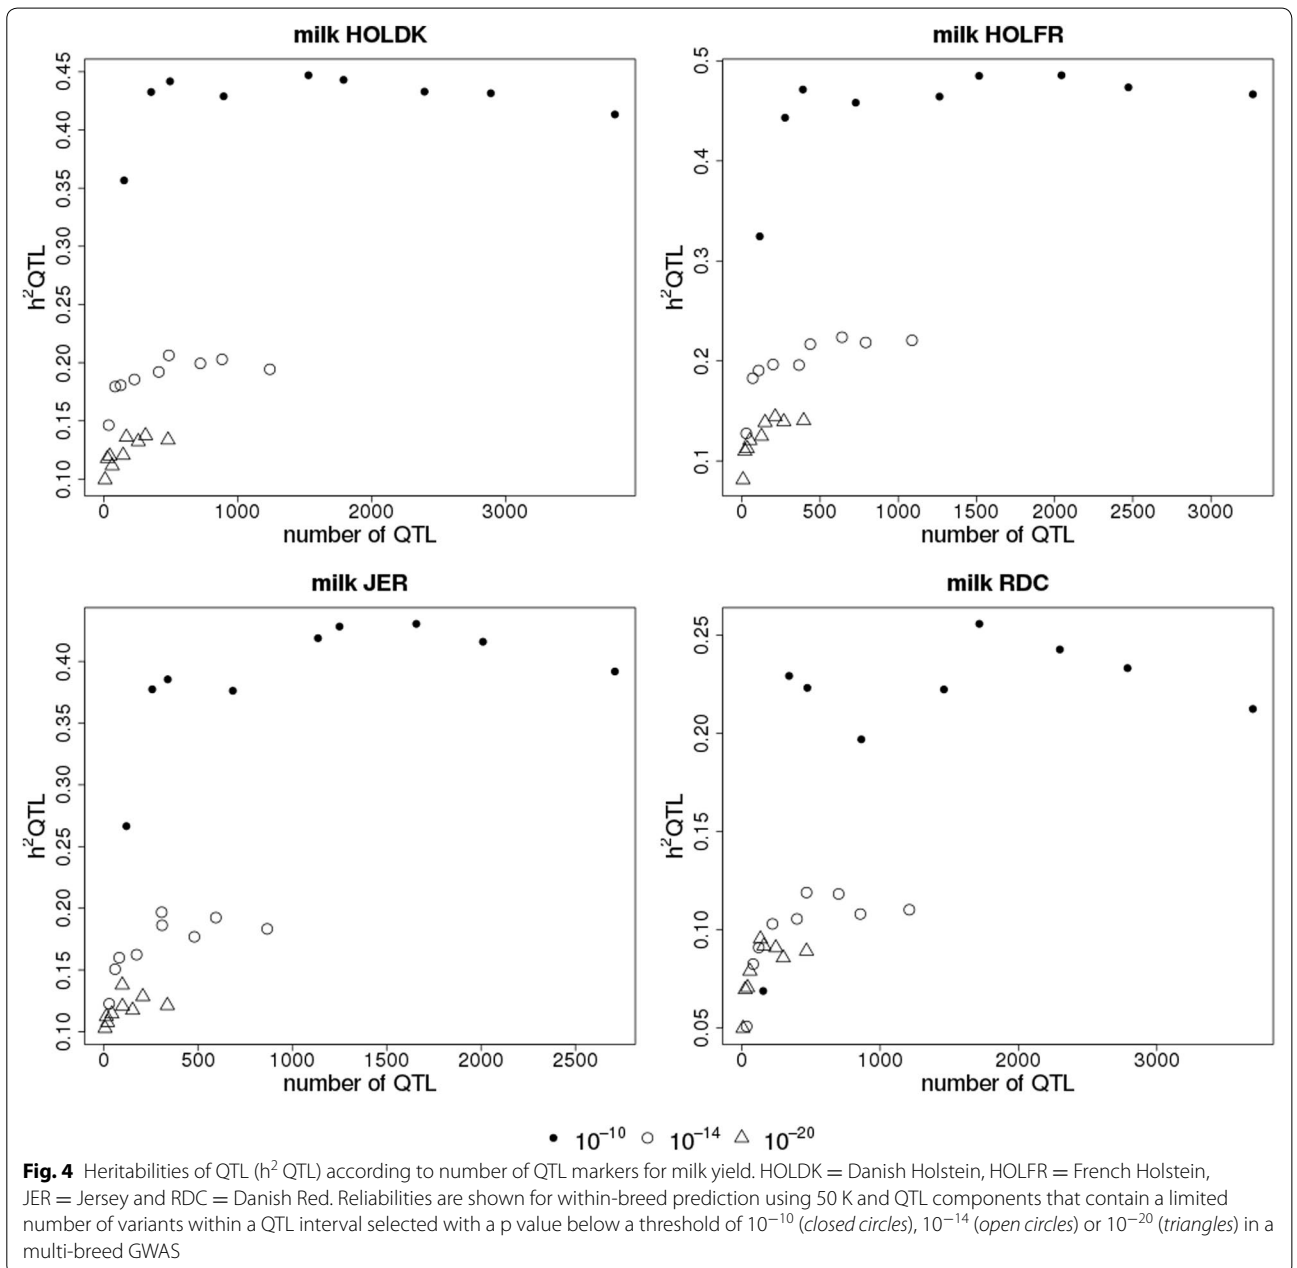 milk HOLDK
0.45
0.40
0.35
0.30
0.25
0.20
0.15
0.10
h²QTL
0
1000
2000
3000
number of QTL
milk HOLFR
0.5
0.4
0.3
0.2
0.1
h²QTL
0
500
1000
1500
2000
2500
3000
number of QTL
milk JER
0.40
0.35
0.30
0.25
0.20
0.15
0.10
h²QTL
0
500
1000
1500
2000
2500
number of QTL
milk RDC
0.25
0.20
0.15
0.10
0.05
h²QTL
0
1000
2000
3000
number of QTL
● 10⁻¹⁰ ○ 10⁻¹⁴ △ 10⁻²⁰
Fig. 4 Heritabilities of QTL (h² QTL) according to number of QTL markers for milk yield. HOLDK = Danish Holstein, HOLFR = French Holstein,
JER = Jersey and RDC = Danish Red. Reliabilities are shown for within-breed prediction using 50 K and QTL components that contain a limited
number of variants within a QTL interval selected with a p value below a threshold of 10⁻¹⁰ (closed circles), 10⁻¹⁴ (open circles) or 10⁻²⁰ (triangles) in a
multi-breed GWAS